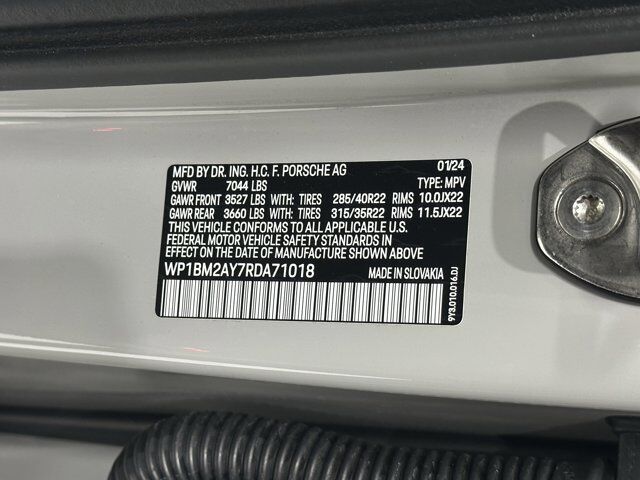 MFD BY DR. ING. H.C. F. PORSCHE AG 01/24
GVWR 7044 LBS TYPE: MPV
GAWR FRONT 3527 LBS WITH: TIRES 285/40R22 RIMS 10.0JX22
GAWR REAR 3660 LBS WITH: TIRES 315/35R22 RIMS 11.5JX22
THIS VEHICLE CONFORMS TO ALL APPLICABLE
FEDERAL MOTOR VEHICLE SAFETY STANDARDS IN
EFFECT ON THE DATE OF MANUFACTURE SHOWN ABOVE
WP1BM2AY7RDA71018 MADE IN SLOVAKIA
9Y3.010.016.DJ